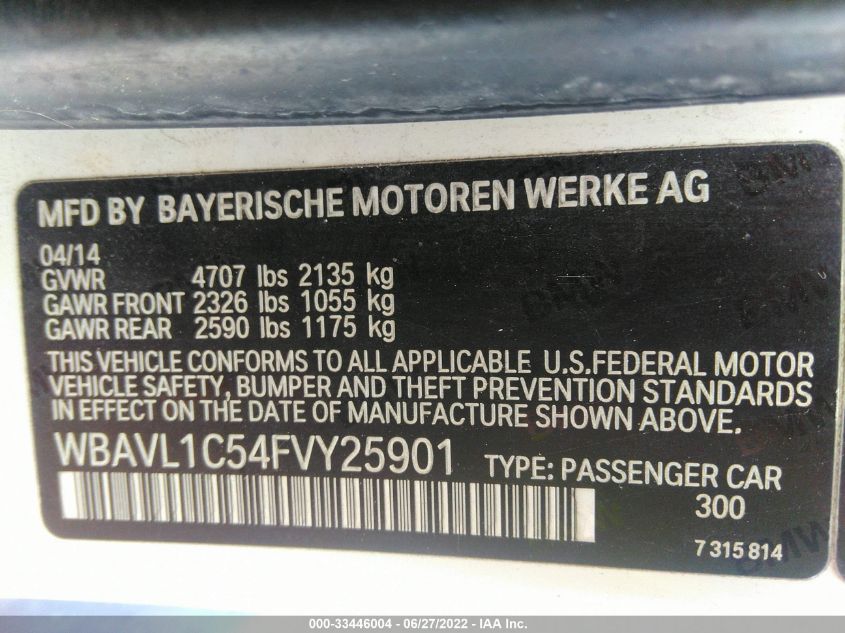 MFD BY BAYERISCHE MOTOREN WERKE AG
04/14
GVWR 4707 lbs 2135 kg
GAWR FRONT 2326 lbs 1055 kg
GAWR REAR 2590 lbs 1175 kg
THIS VEHICLE CONFORMS TO ALL APPLICABLE U.S.FEDERAL MOTOR
VEHICLE SAFETY, BUMPER AND THEFT PREVENTION STANDARDS
IN EFFECT ON THE DATE OF MANUFACTURE SHOWN ABOVE.
WBAVL1C54FVY25901 TYPE: PASSENGER CAR
300
7 315 814
000-33446004 - 06/27/2022 - IAA Inc.